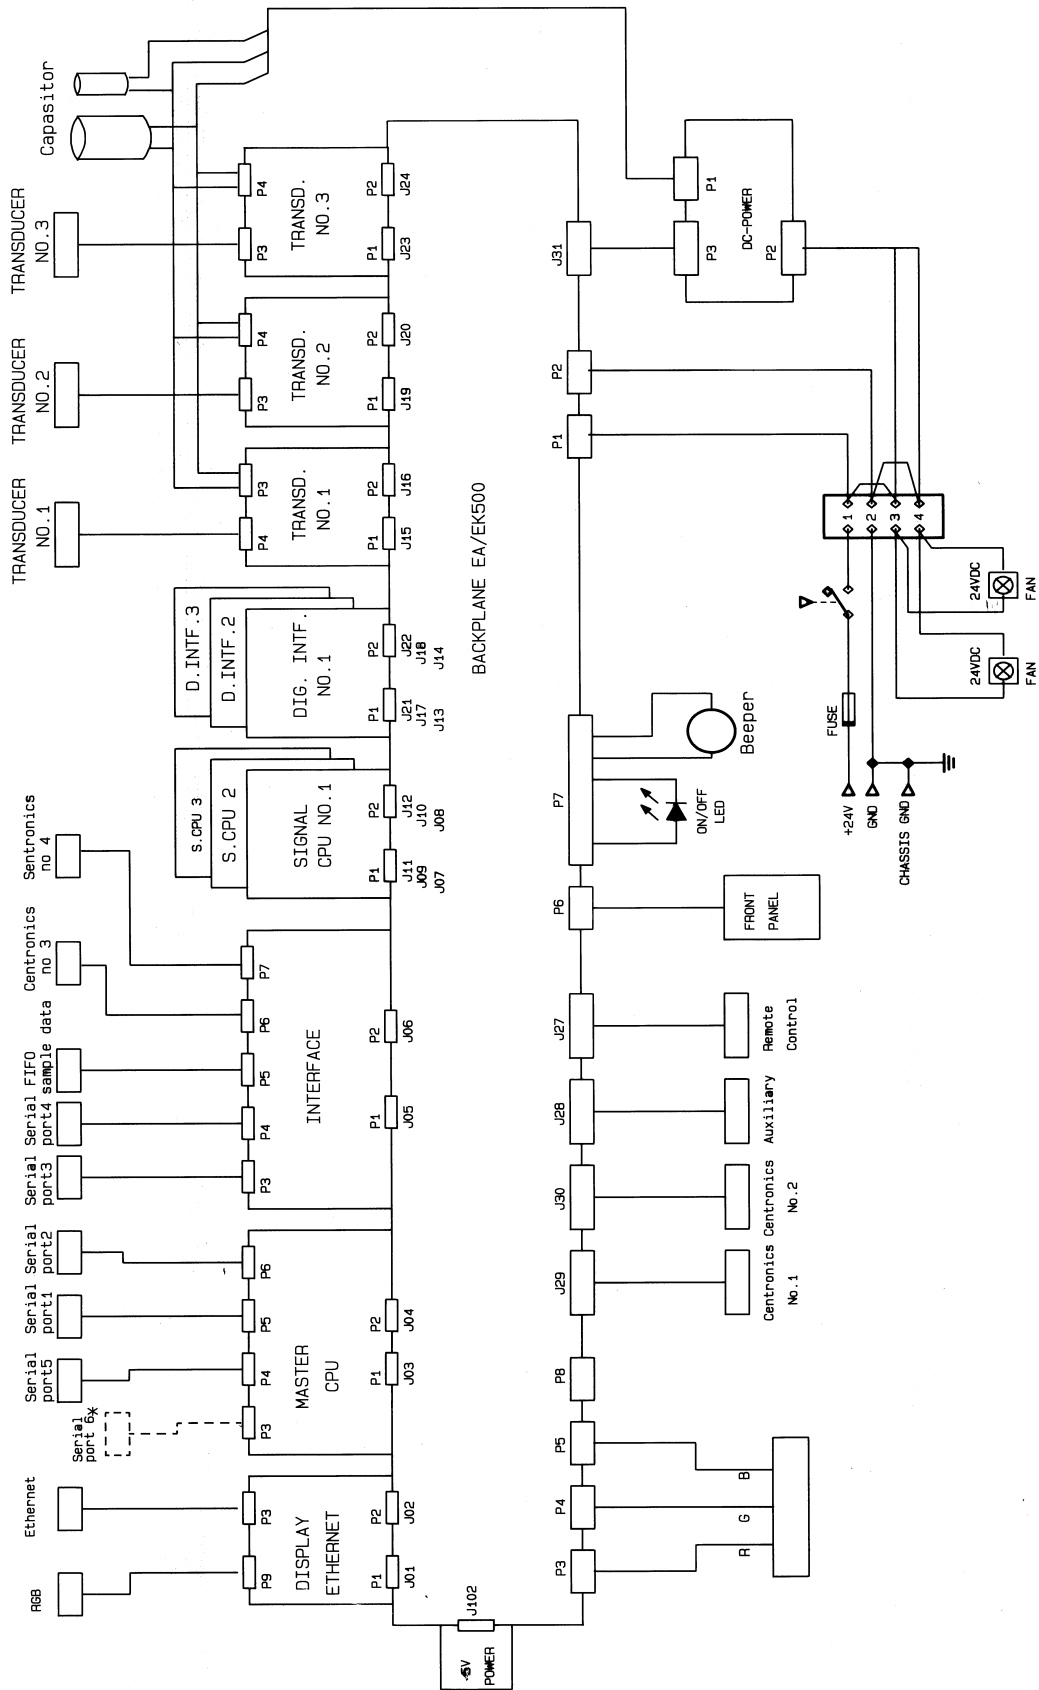 RGB
Ethernet
Serial
port 6*
Serial
port5
Serial
port1
Serial
port2
Serial
port3
Serial
port4
Serial FIFO
sample data
Centronics
no 3
Sentronics
no 4
TRANSDUCER
NO.1
TRANSDUCER
NO.2
TRANSDUCER
NO.3
Capasitor
P9
P3
DISPLAY
ETHERNET
P1
P2
J01
J02
P3
P4
P5
P6
MASTER
CPU
P1
P2
J03
J04
P3
P4
P5
P6
P7
INTERFACE
P1
P2
J05
J06
S.CPU 3
S.CPU 2
SIGNAL
CPU NO.1
P1
P2
J11
J12
J09
J10
J07
J08
D.INTF.3
D.INTF.2
DIG. INTF.
NO.1
P1
P2
J21
J22
J17
J18
J13
J14
P4
P3
TRANSD.
NO.1
P1
P2
J15
J16
P3
P4
TRANSD.
NO.2
P1
P2
J19
J20
P3
P4
TRANSD.
NO.3
P1
P2
J23
J24
BACKPLANE EA/EK500
5V
POWER
J102
P3
P4
P5
P8
J29
J30
J28
J27
P6
P7
P1
P2
J31
R
G
B
Centronics
No.1
Centronics
No.2
Auxiliary
Remote
Control
FRONT
PANEL
ON/OFF
LED
Beeper
P3
P1
DC-POWER
P2
+24V
GND
CHASSIS GND
FUSE
1
2
3
4
24VDC
FAN
24VDC
FAN